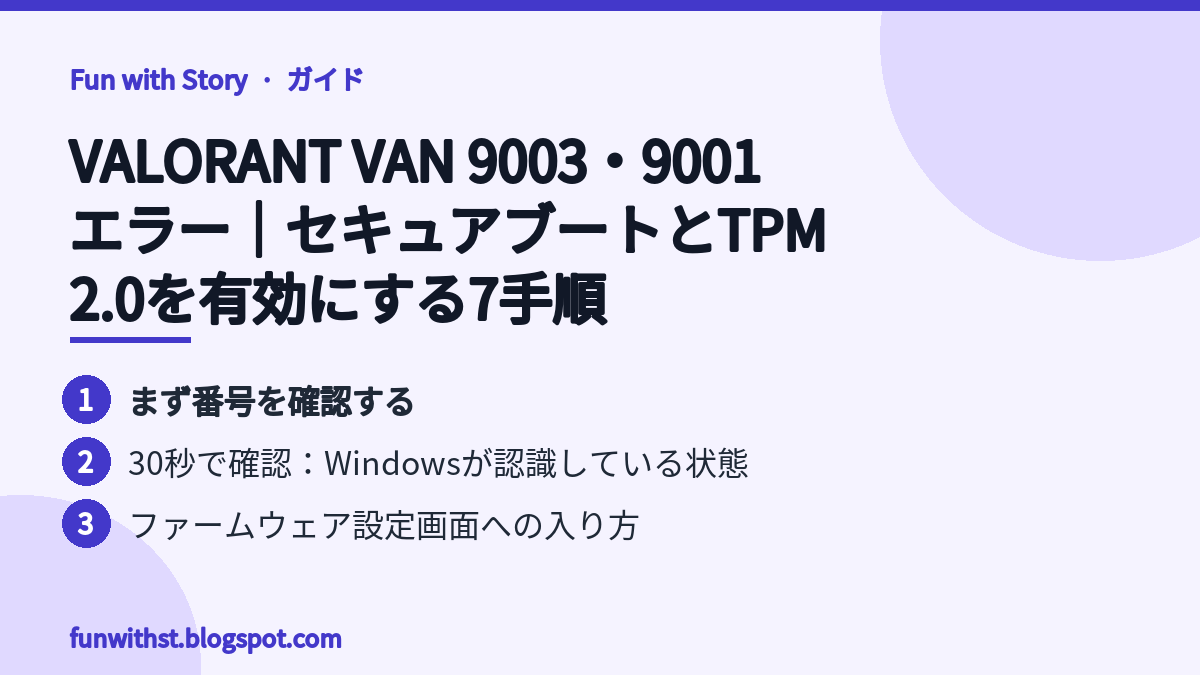 Fun with Story · ガイド
VALORANT VAN 9003・9001
エラー｜セキュアブートとTPM
2.0を有効にする7手順
1 まず番号を確認する
2 30秒で確認：Windowsが認識している状態
3 ファームウェア設定画面への入り方
funwithst.blogspot.com